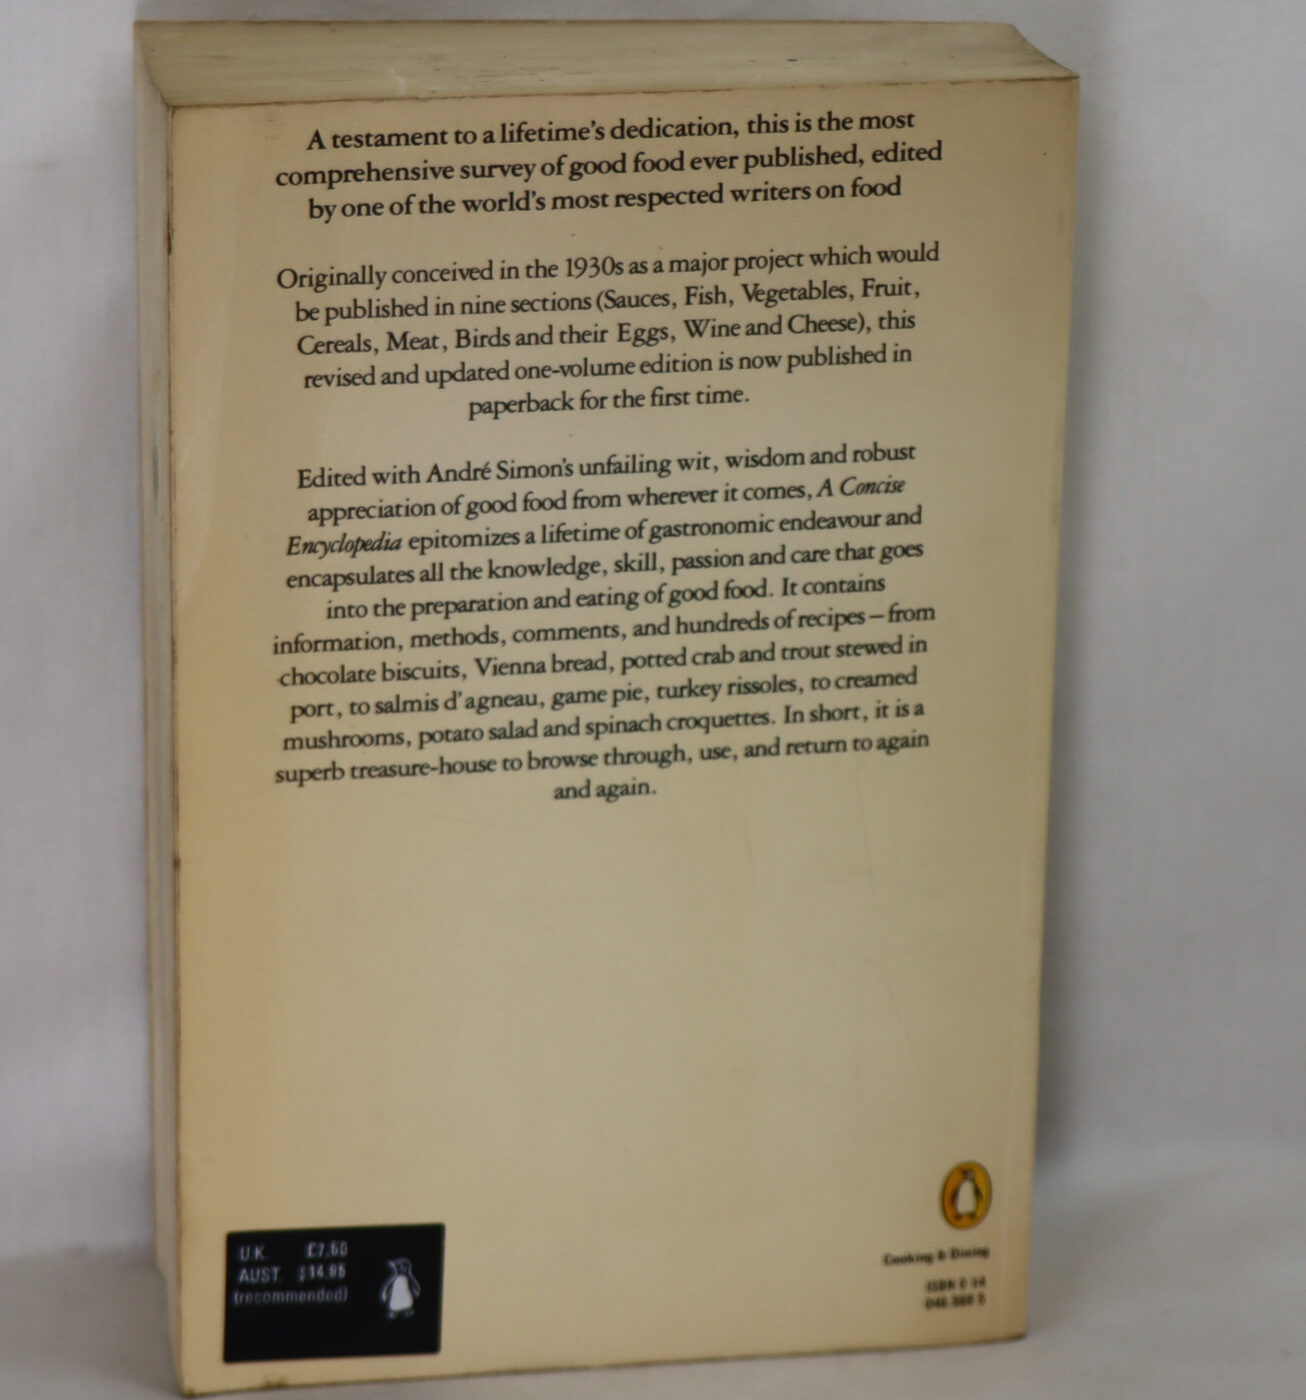 A testament to a lifetime's dedication, this is the most
comprehensive survey of good food ever published, edited
by one of the world's most respected writers on food
Originally conceived in the 1930s as a major project which would
be published in nine sections (Sauces, Fish, Vegetables, Fruit,
Cereals, Meat, Birds and their Eggs, Wine and Cheese), this
revised and updated one-volume edition is now published in
paperback for the first time.
Edited with André Simon's unfailing wit, wisdom and robust
appreciation of good food from wherever it comes, A Concise
Encyclopedia epitomizes a lifetime of gastronomic endeavour and
encapsulates all the knowledge, skill, passion and care that goes
into the preparation and eating of good food. It contains
information, methods, comments, and hundreds of recipes – from
chocolate biscuits, Vienna bread, potted crab and trout stewed in
port, to salmis d'agneau, game pie, turkey rissoles, to creamed
mushrooms, potato salad and spinach croquettes. In short, it is a
superb treasure-house to browse through, use, and return to again
and again.
U.K. £7.50
AUST. $14.95
(recommended)
Cooking & Dining
ISBN 0 14